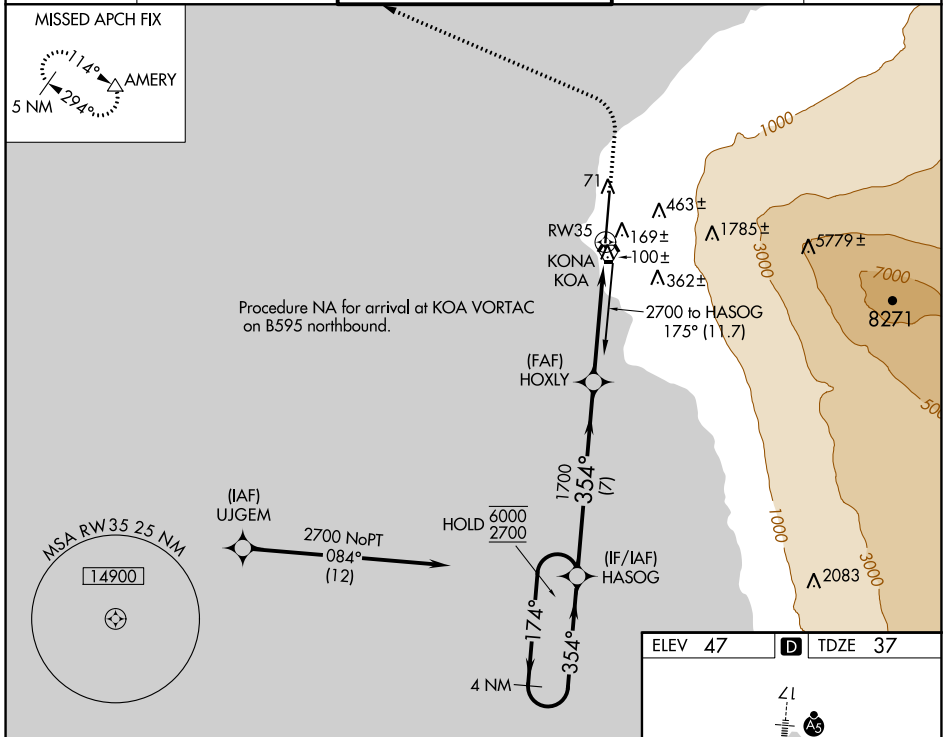 MISSED APCH FIX
114°
AMERY
5 NM
294°
1000
71
463±
RW35
169±
1785±
5779±
3000
KONA
KOA
100±
362±
7000
8271
Procedure NA for arrival at KOA VORTAC
on B595 northbound.
2700 to HASOG
175° (11.7)
(FAF)
HOXLY
500
1700
354°
(7)
(IAF)
UJGEM
2700 NoPT
084°
(12)
HOLD 6000
2700
(IF/IAF)
HASOG
1000
3000
MSA RW35 25 NM
14900
174°
354°
2083
4 NM
ELEV 47
D
TDZE 37
17
A5